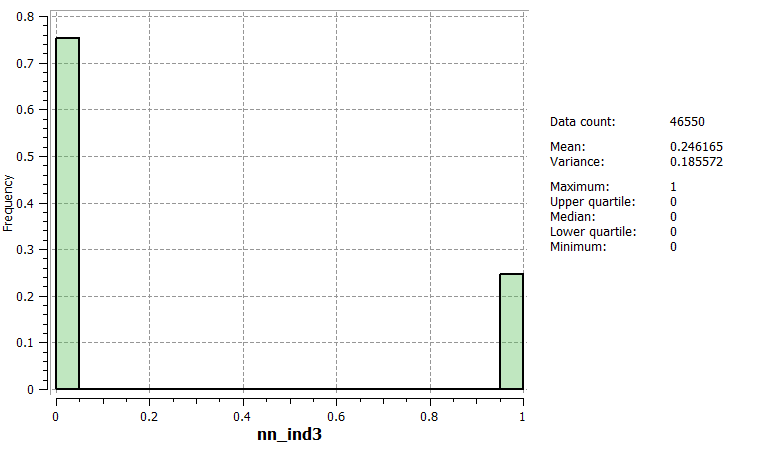 0.8
0.7
0.6
0.5
0.4
0.3
0.2
0.1
0
Frequency
0 0.2 0.4 0.6 0.8 1
nn_ind3
Data count: 46550
Mean: 0.246165
Variance: 0.185572
Maximum: 1
Upper quartile: 0
Median: 0
Lower quartile: 0
Minimum: 0